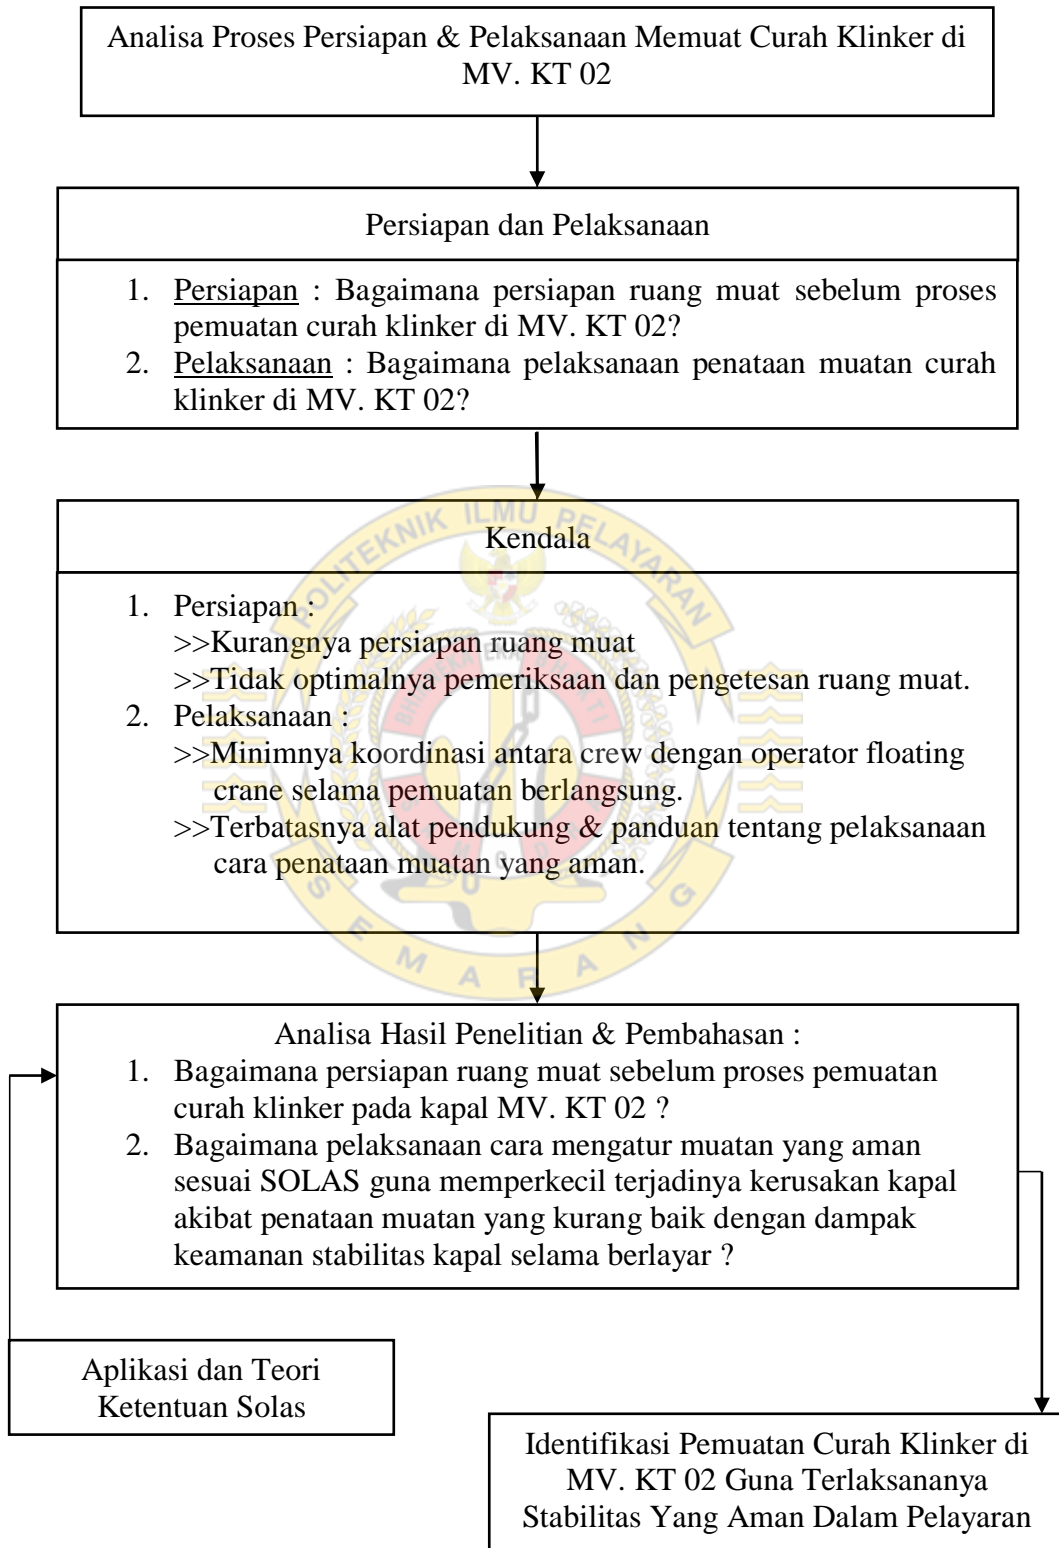 Analisa Proses Persiapan & Pelaksanaan Memuat Curah Klinker di
MV. KT 02
Persiapan dan Pelaksanaan
1. Persiapan : Bagaimana persiapan ruang muat sebelum proses
pemuatan curah klinker di MV. KT 02?
2. Pelaksanaan : Bagaimana pelaksanaan penataan muatan curah
klinker di MV. KT 02?
POLITEKNIK ILMU PELAYARAN
Kendala
1. Persiapan :
>>Kurangnya persiapan ruang muat
>>Tidak optimalnya pemeriksaan dan pengetesan ruang muat.
2. Pelaksanaan :
>>Minimnya koordinasi antara crew dengan operator floating
crane selama pemuatan berlangsung.
>>Terbatasnya alat pendukung & panduan tentang pelaksanaan
cara penataan muatan yang aman.
SEMARANG
Analisa Hasil Penelitian & Pembahasan :
1. Bagaimana persiapan ruang muat sebelum proses pemuatan
curah klinker pada kapal MV. KT 02 ?
2. Bagaimana pelaksanaan cara mengatur muatan yang aman
sesuai SOLAS guna memperkecil terjadinya kerusakan kapal
akibat penataan muatan yang kurang baik dengan dampak
keamanan stabilitas kapal selama berlayar ?
Aplikasi dan Teori
Ketentuan Solas
Identifikasi Pemuatan Curah Klinker di
MV. KT 02 Guna Terlaksananya
Stabilitas Yang Aman Dalam Pelayaran